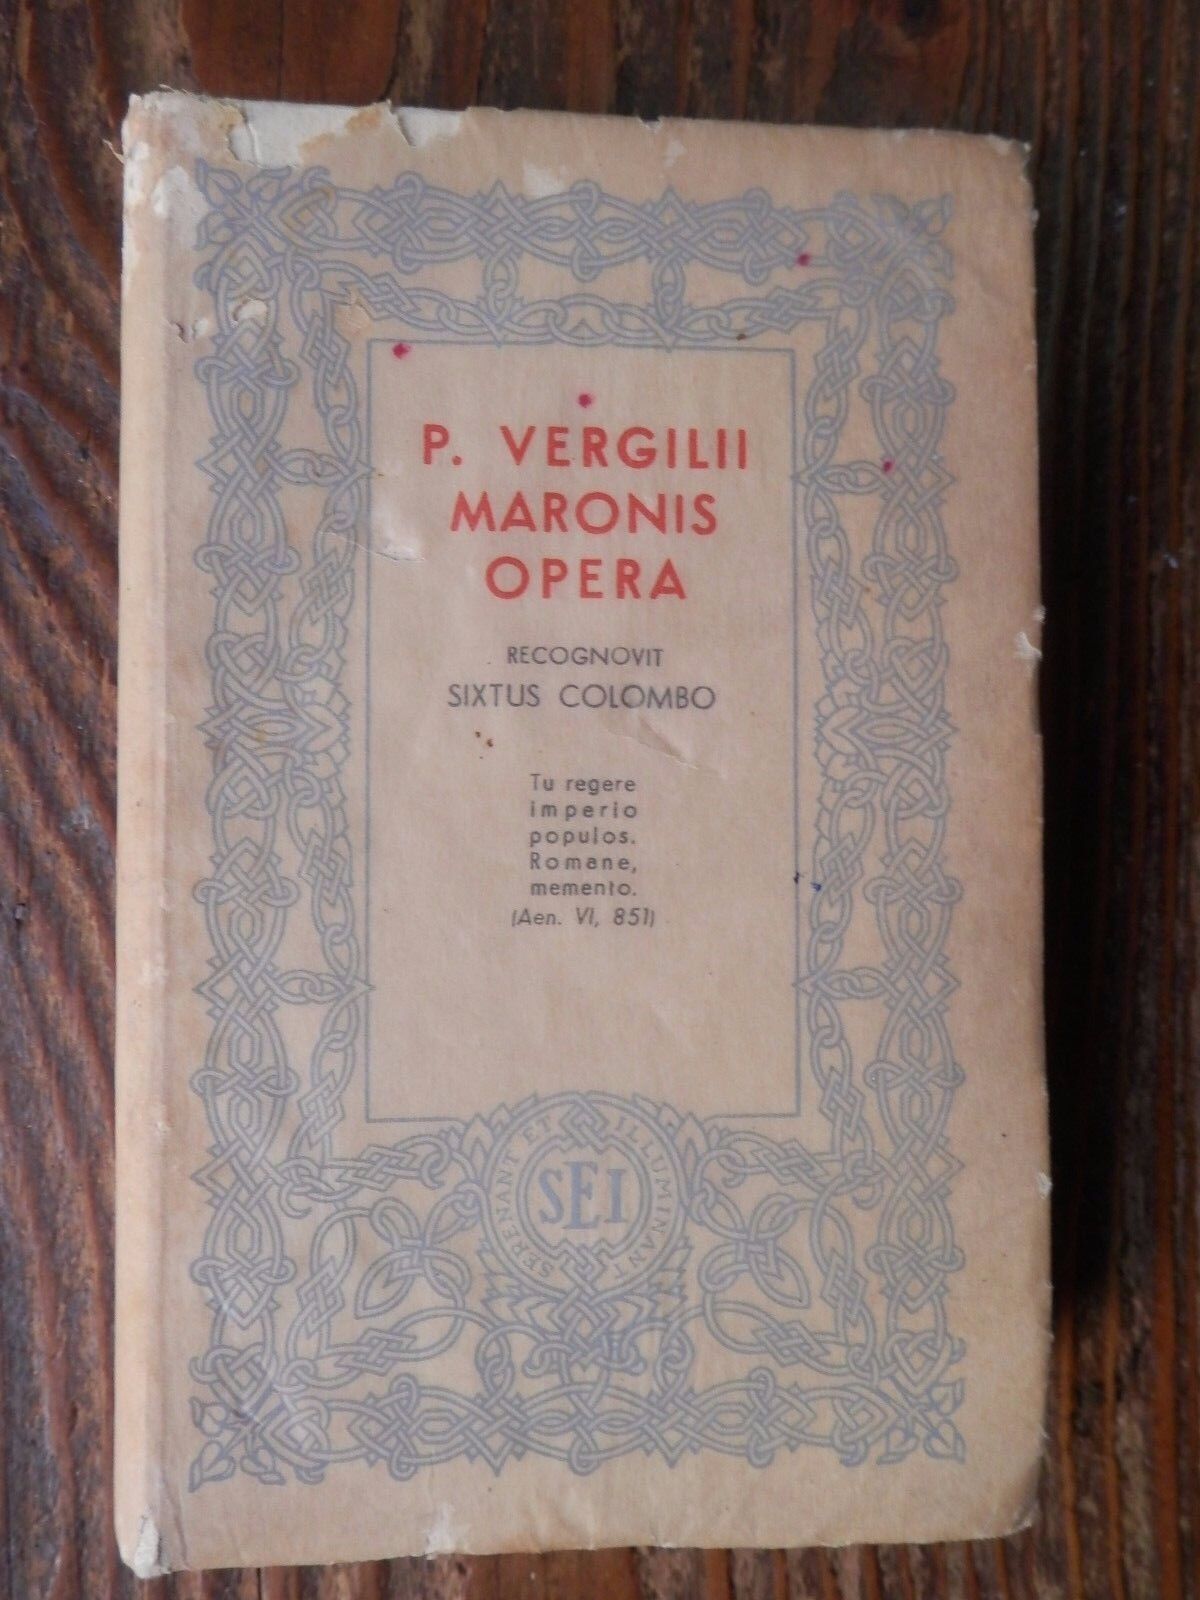 P. VERGILII
MARONIS
OPERA
RECOGNOVIT
SIXTUS COLOMBO
Tu regere
imperio
populos.
Romane,
memento.
(Aen. VI, 851)
SERENANT ET ILLUMINANT
SEI